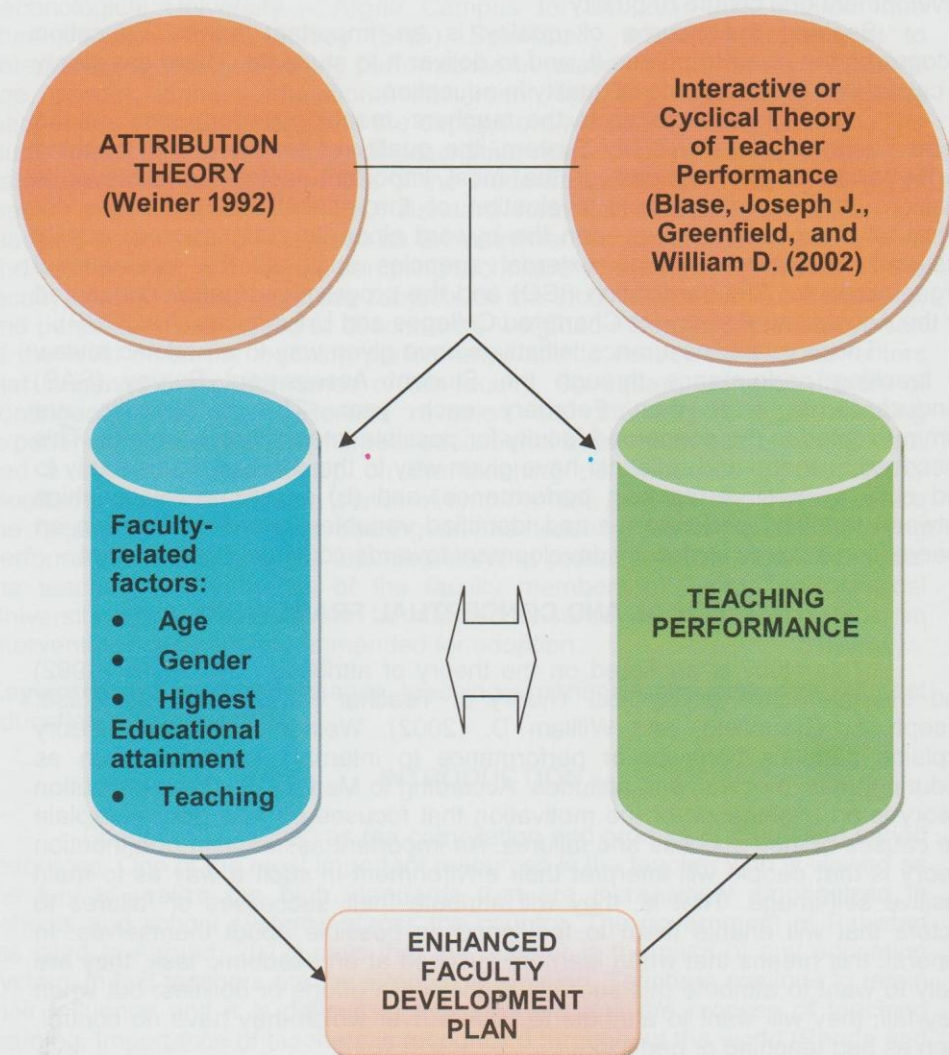 ATTRIBUTION
THEORY
(Weiner 1992)
Interactive or
Cyclical Theory
of Teacher
Performance
(Blase, Joseph J.,
Greenfield, and
William D. (2002)
Faculty-
related
factors:
• Age
• Gender
• Highest
Educational
attainment
• Teaching
TEACHING
PERFORMANCE
ENHANCED
FACULTY
DEVELOPMENT
PLAN